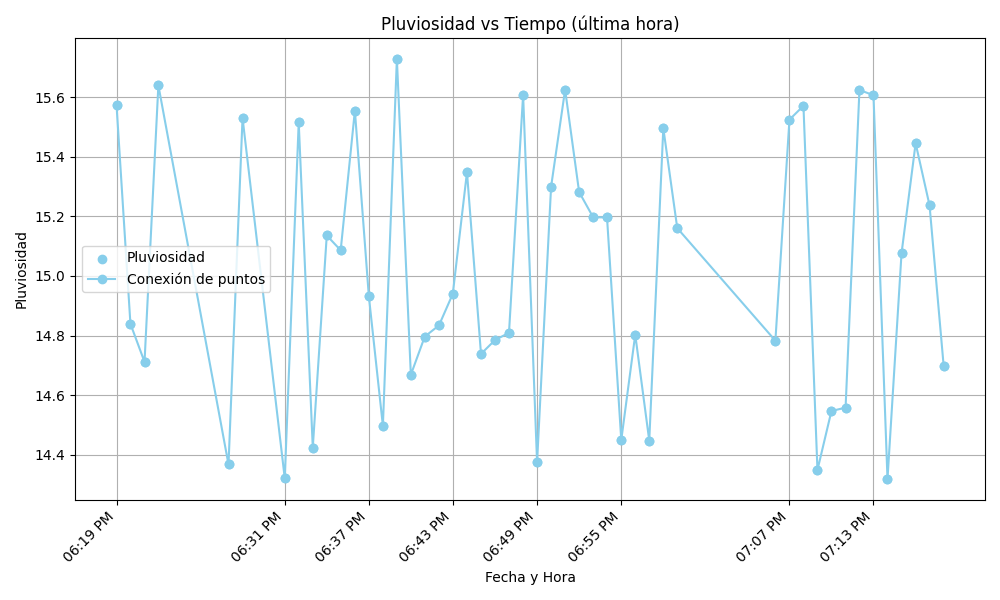 Pluviosidad vs Tiempo (última hora)
15.6
15.4
15.2
15.0
14.8
14.6
14.4
Pluviosidad
Pluviosidad
Conexión de puntos
06:19 PM
06:31 PM
06:37 PM
06:43 PM
06:49 PM
06:55 PM
07:07 PM
07:13 PM
Fecha y Hora